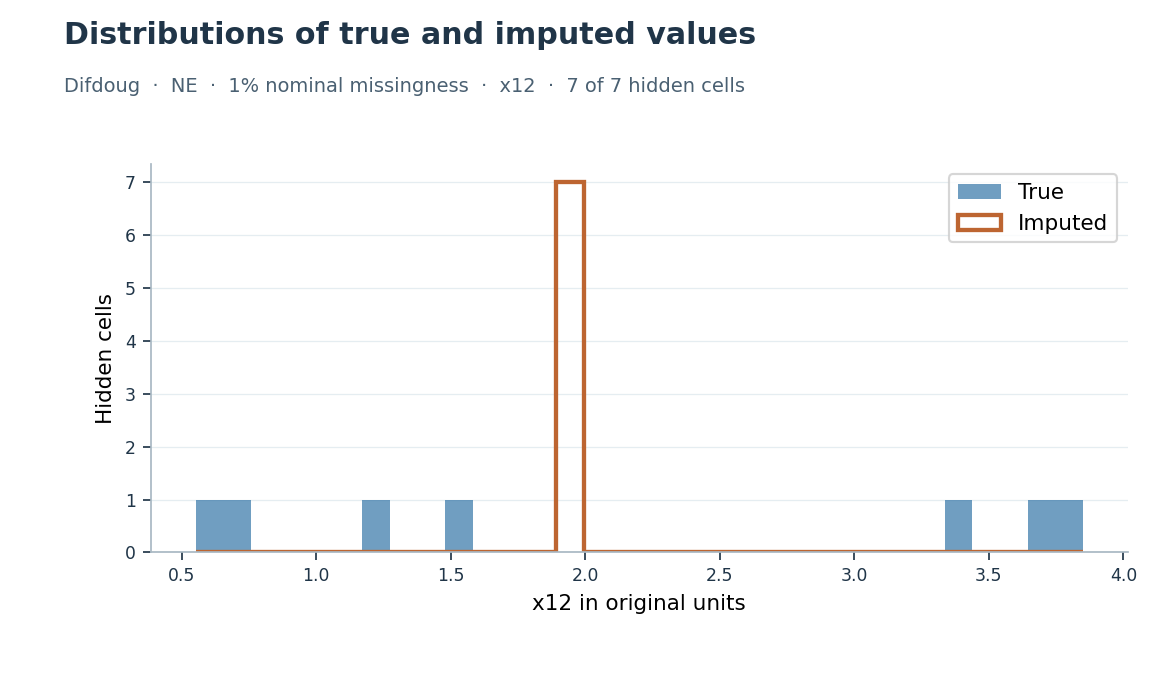 Distributions of true and imputed values
Difdoug · NE · 1% nominal missingness · x12 · 7 of 7 hidden cells
True
Imputed
Hidden cells
7
6
5
4
3
2
1
0
0.5 1.0 1.5 2.0 2.5 3.0 3.5 4.0
x12 in original units